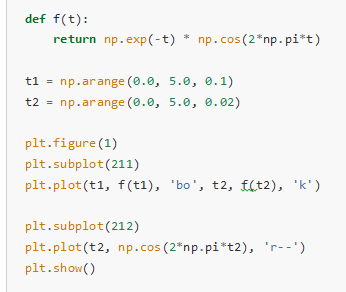 def f(t):
    return np.exp(-t) * np.cos(2*np.pi*t)

t1 = np.arange(0.0, 5.0, 0.1)
t2 = np.arange(0.0, 5.0, 0.02)

plt.figure(1)
plt.subplot(211)
plt.plot(t1, f(t1), 'bo', t2, f(t2), 'k')

plt.subplot(212)
plt.plot(t2, np.cos(2*np.pi*t2), 'r--')
plt.show()